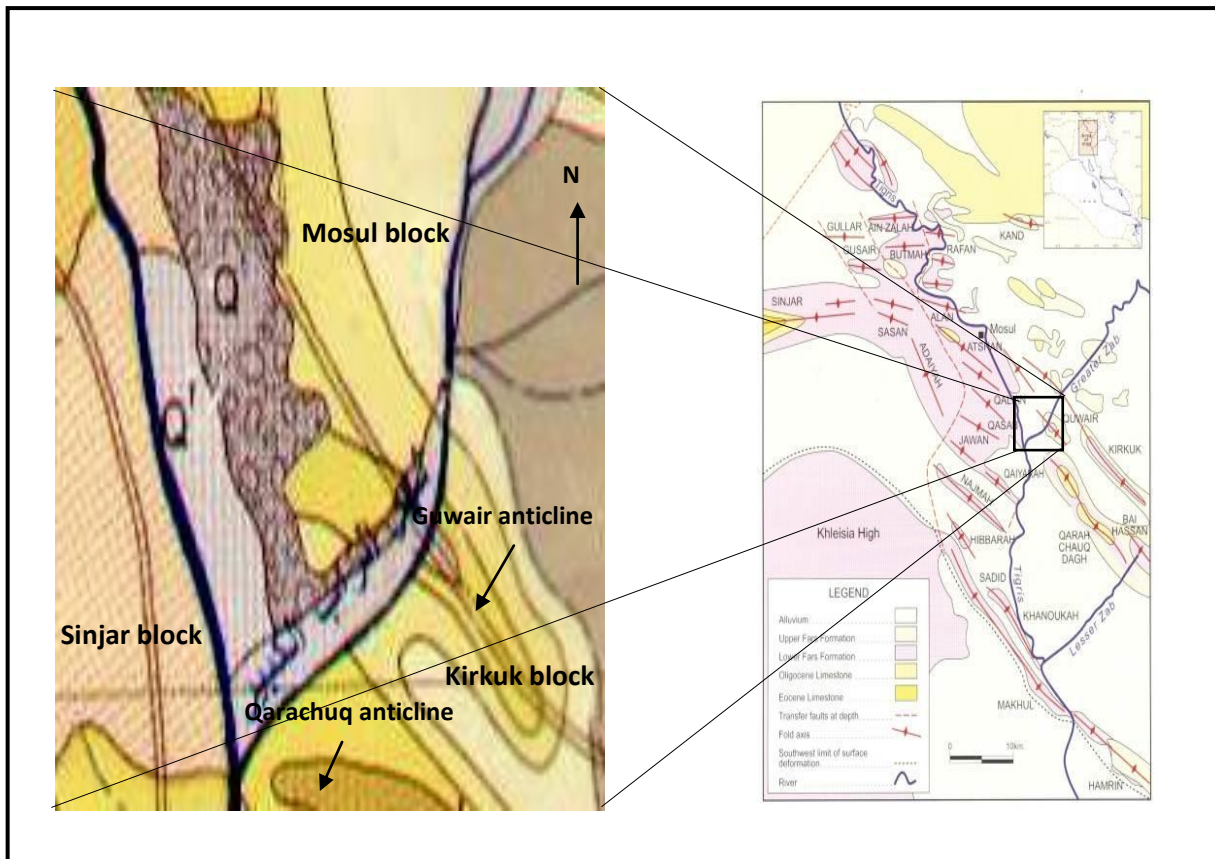 N
Mosul block
Q
Q
Guwair anticline
Sinjar block
Kirkuk block
Qarachuq anticline
Tigris
GULLAR
AIN ZALAH
GUSAIR
BUTMAH
RAFAN
KAND
SINJAR
SASAN
ALAN
Mosul
ATSHAN
ADAIYAH
Greater Zab
QALIAN
QUWAIR
QASAB
JAWAN
KIRKUK
QAIYARAH
NAJMAH
Khleisia High
HIBBARAH
QARAH
CHAUQ
DAGH
BAI
HASSAN
SADID
Tigris
KHANOUKAH
Lesser Zab
MAKHUL
HAMRIN
LEGEND
Alluvium
Upper Fars Formation
Lower Fars Formation
Oligocene Limestone
Eocene Limestone
Transfer faults at depth
Fold axis
Southwest limit of surface
deformation
River
0 10km